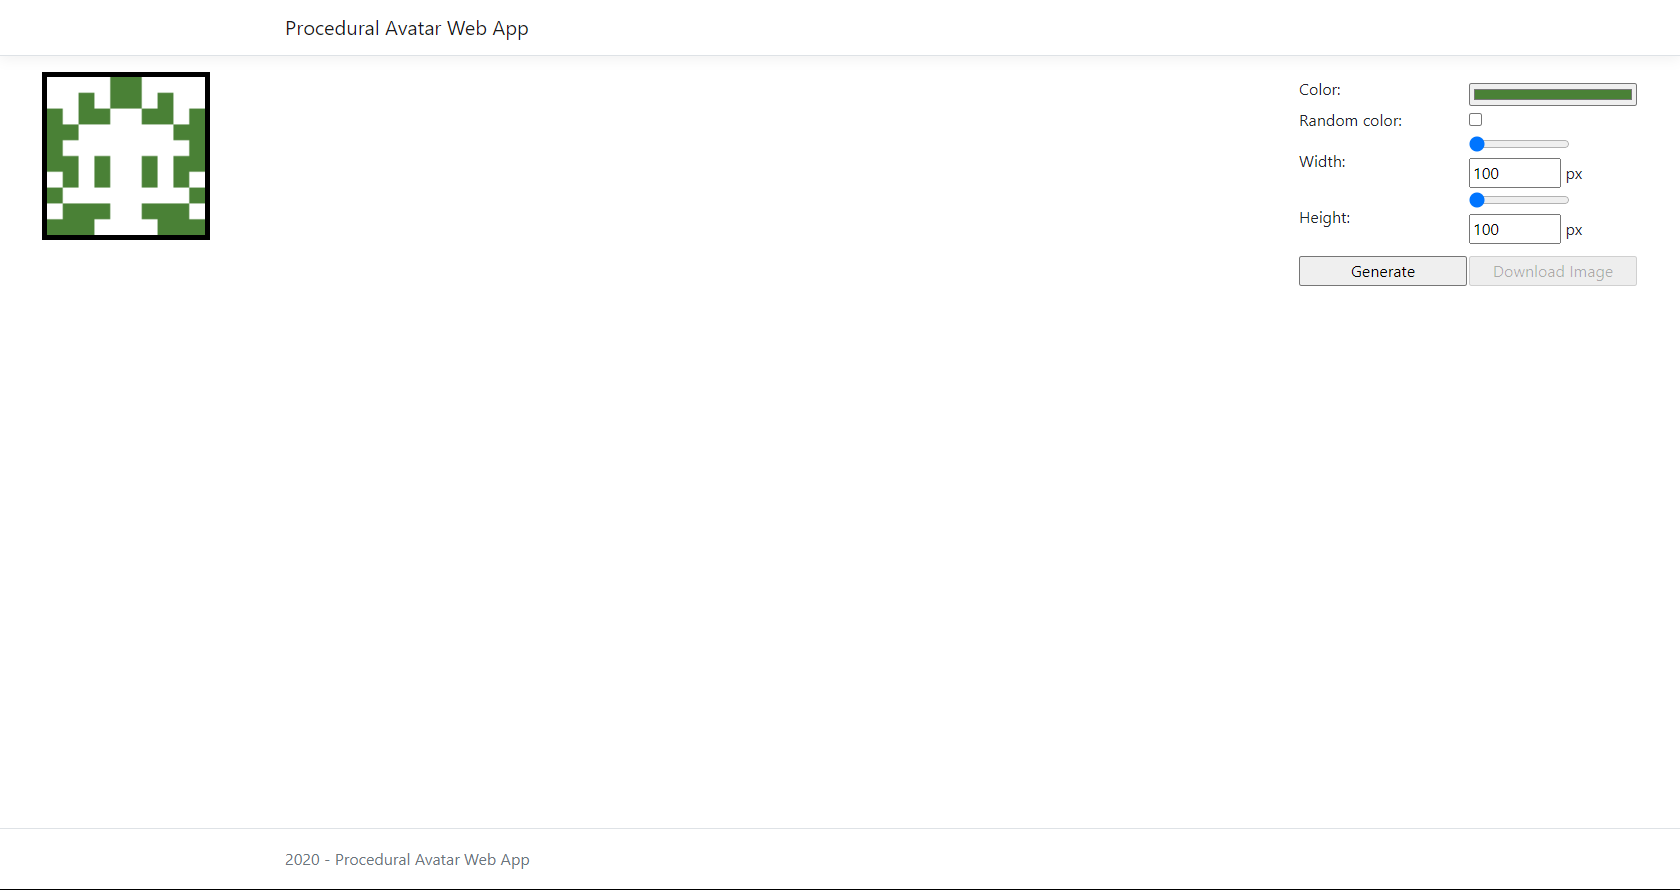 Procedural Avatar Web App
Color:
Random color:
Width:
100 px
Height:
100 px
Generate Download Image
2020 - Procedural Avatar Web App